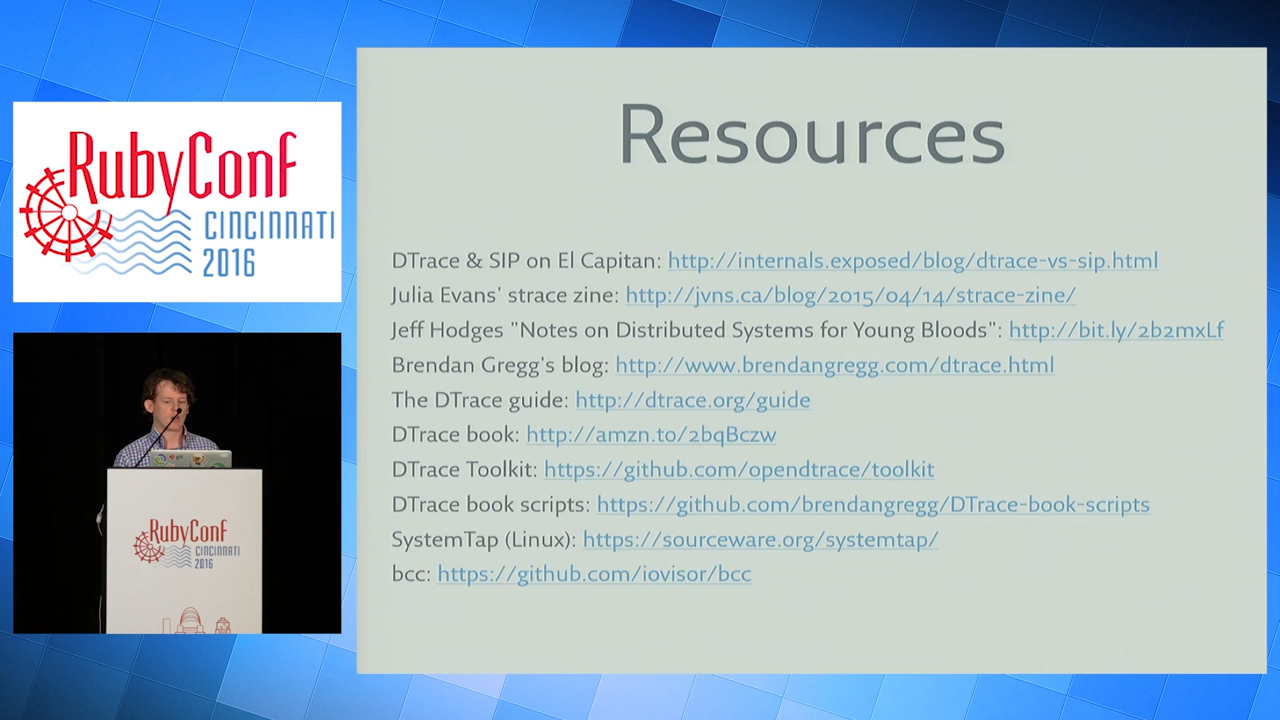 RubyConf
CINCINNATI
2016
Resources
DTrace & SIP on El Capitan: http://internals.exposed/blog/dtrace-vs-sip.html
Julia Evans' strace zine: http://jvns.ca/blog/2015/04/14/strace-zine/
Jeff Hodges "Notes on Distributed Systems for Young Bloods": http://bit.ly/2b2mxLf
Brendan Gregg's blog: http://www.brendangregg.com/dtrace.html
The DTrace guide: http://dtrace.org/guide
DTrace book: http://amzn.to/2bqBczw
DTrace Toolkit: https://github.com/opendtrace/toolkit
DTrace book scripts: https://github.com/brendangregg/DTrace-book-scripts
SystemTap (Linux): https://sourceware.org/systemtap/
bcc: https://github.com/iovisor/bcc
RubyConf
CINCINNATI
2016